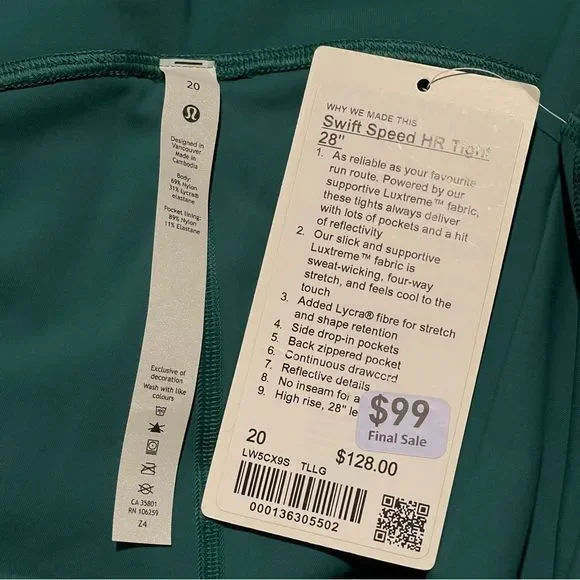 20
Designed in
Vancouver
Made in
Cambodia
Body:
69% Nylon
31% Lycra®
elastane
Pocket lining:
89% Nylon
11% Elastane
Exclusive of
decoration
Wash with like
colours
CA 35801
RN 106259
Z4
WHY WE MADE THIS
Swift Speed HR Tight
28"
1. As reliable as your favourite
run route. Powered by our
supportive Luxtreme™ fabric,
these tights always deliver
with lots of pockets and a hit
of reflectivity
2. Our slick and supportive
Luxtreme™ fabric is
sweat-wicking, four-way
stretch, and feels cool to the
touch
3. Added Lycra® fibre for stretch
and shape retention
4. Side drop-in pockets
5. Back zippered pocket
6. Continuous drawcord
7. Reflective details
8. No inseam for a
9. High rise, 28" le
$99
Final Sale
20
$128.00
LW5CX9S TLLG
000136305502